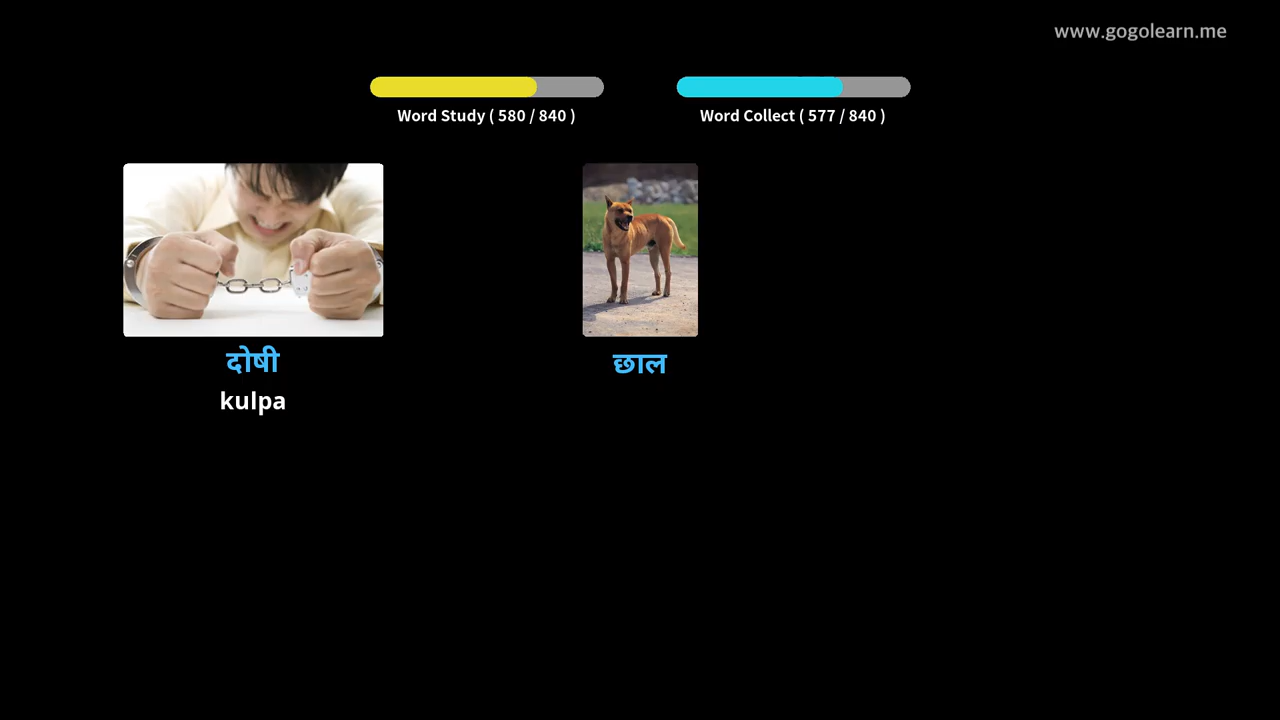 www.gogolearn.me
Word Study ( 580 / 840 )
Word Collect ( 577 / 840 )
दोषी
kulpa
छाल